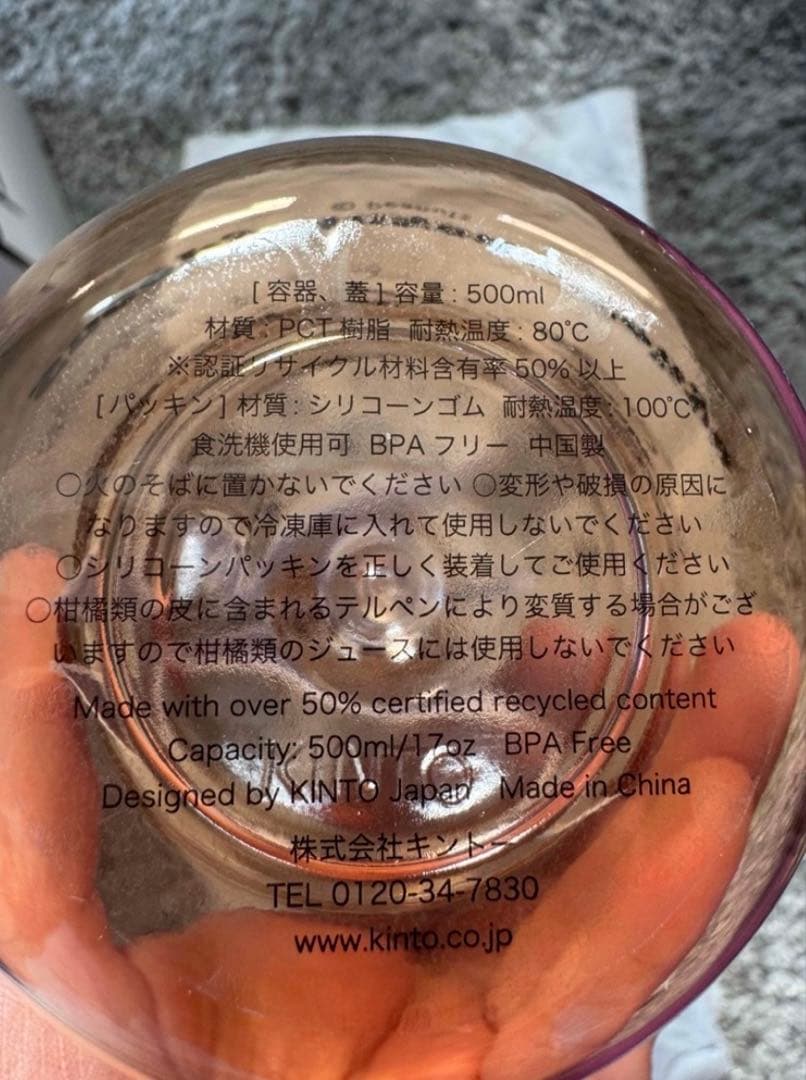 [容器、蓋] 容量 : 500ml
材質 : PCT 樹脂 耐熱温度 : 80℃
※認証リサイクル材料含有率 50% 以上
[パッキン] 材質 : シリコーンゴム 耐熱温度 : 100℃
食洗機使用可 BPA フリー 中国製
○火のそばに置かないでください ○変形や破損の原因に
なりますので冷凍庫に入れて使用しないでください
○シリコーンパッキンを正しく装着してご使用ください
○柑橘類の皮に含まれるテルペンにより変質する場合がござ
いますので柑橘類のジュースには使用しないでください
Made with over 50% certified recycled content
Capacity: 500ml/17oz BPA Free
KINTO
Designed by KINTO Japan Made in China
株式会社キントー
TEL 0120-34-7830
www.kinto.co.jp